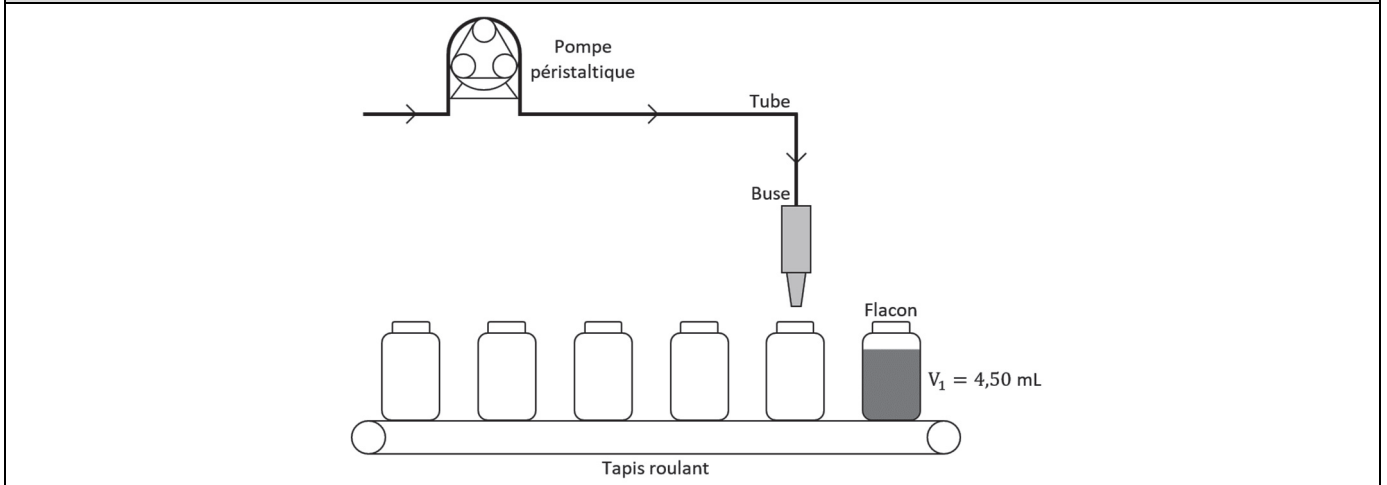 Pompe
péristaltique
Tube
Buse
Flacon
V₁ = 4,50 mL
Tapis roulant